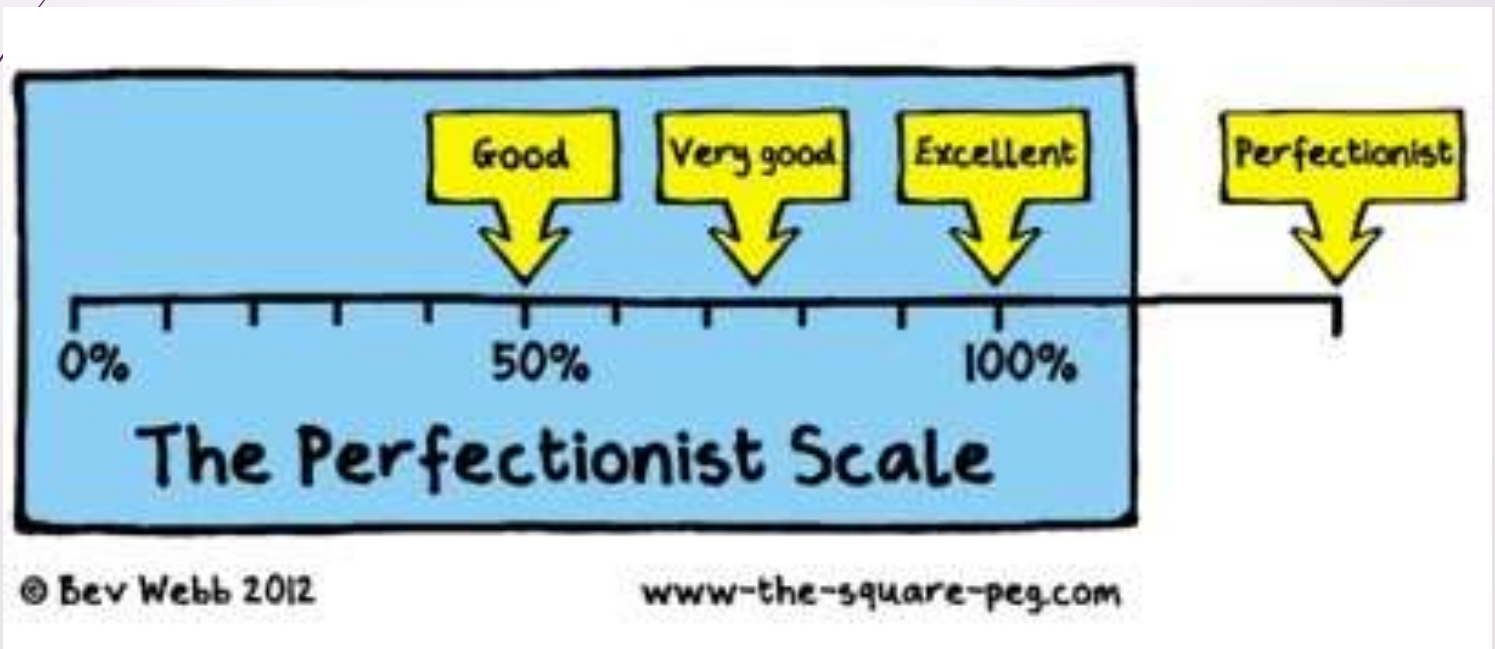 Good
Very good
Excellent
Perfectionist
0%
50%
100%
The Perfectionist Scale
© Bev Webb 2012
www-the-square-peg.com